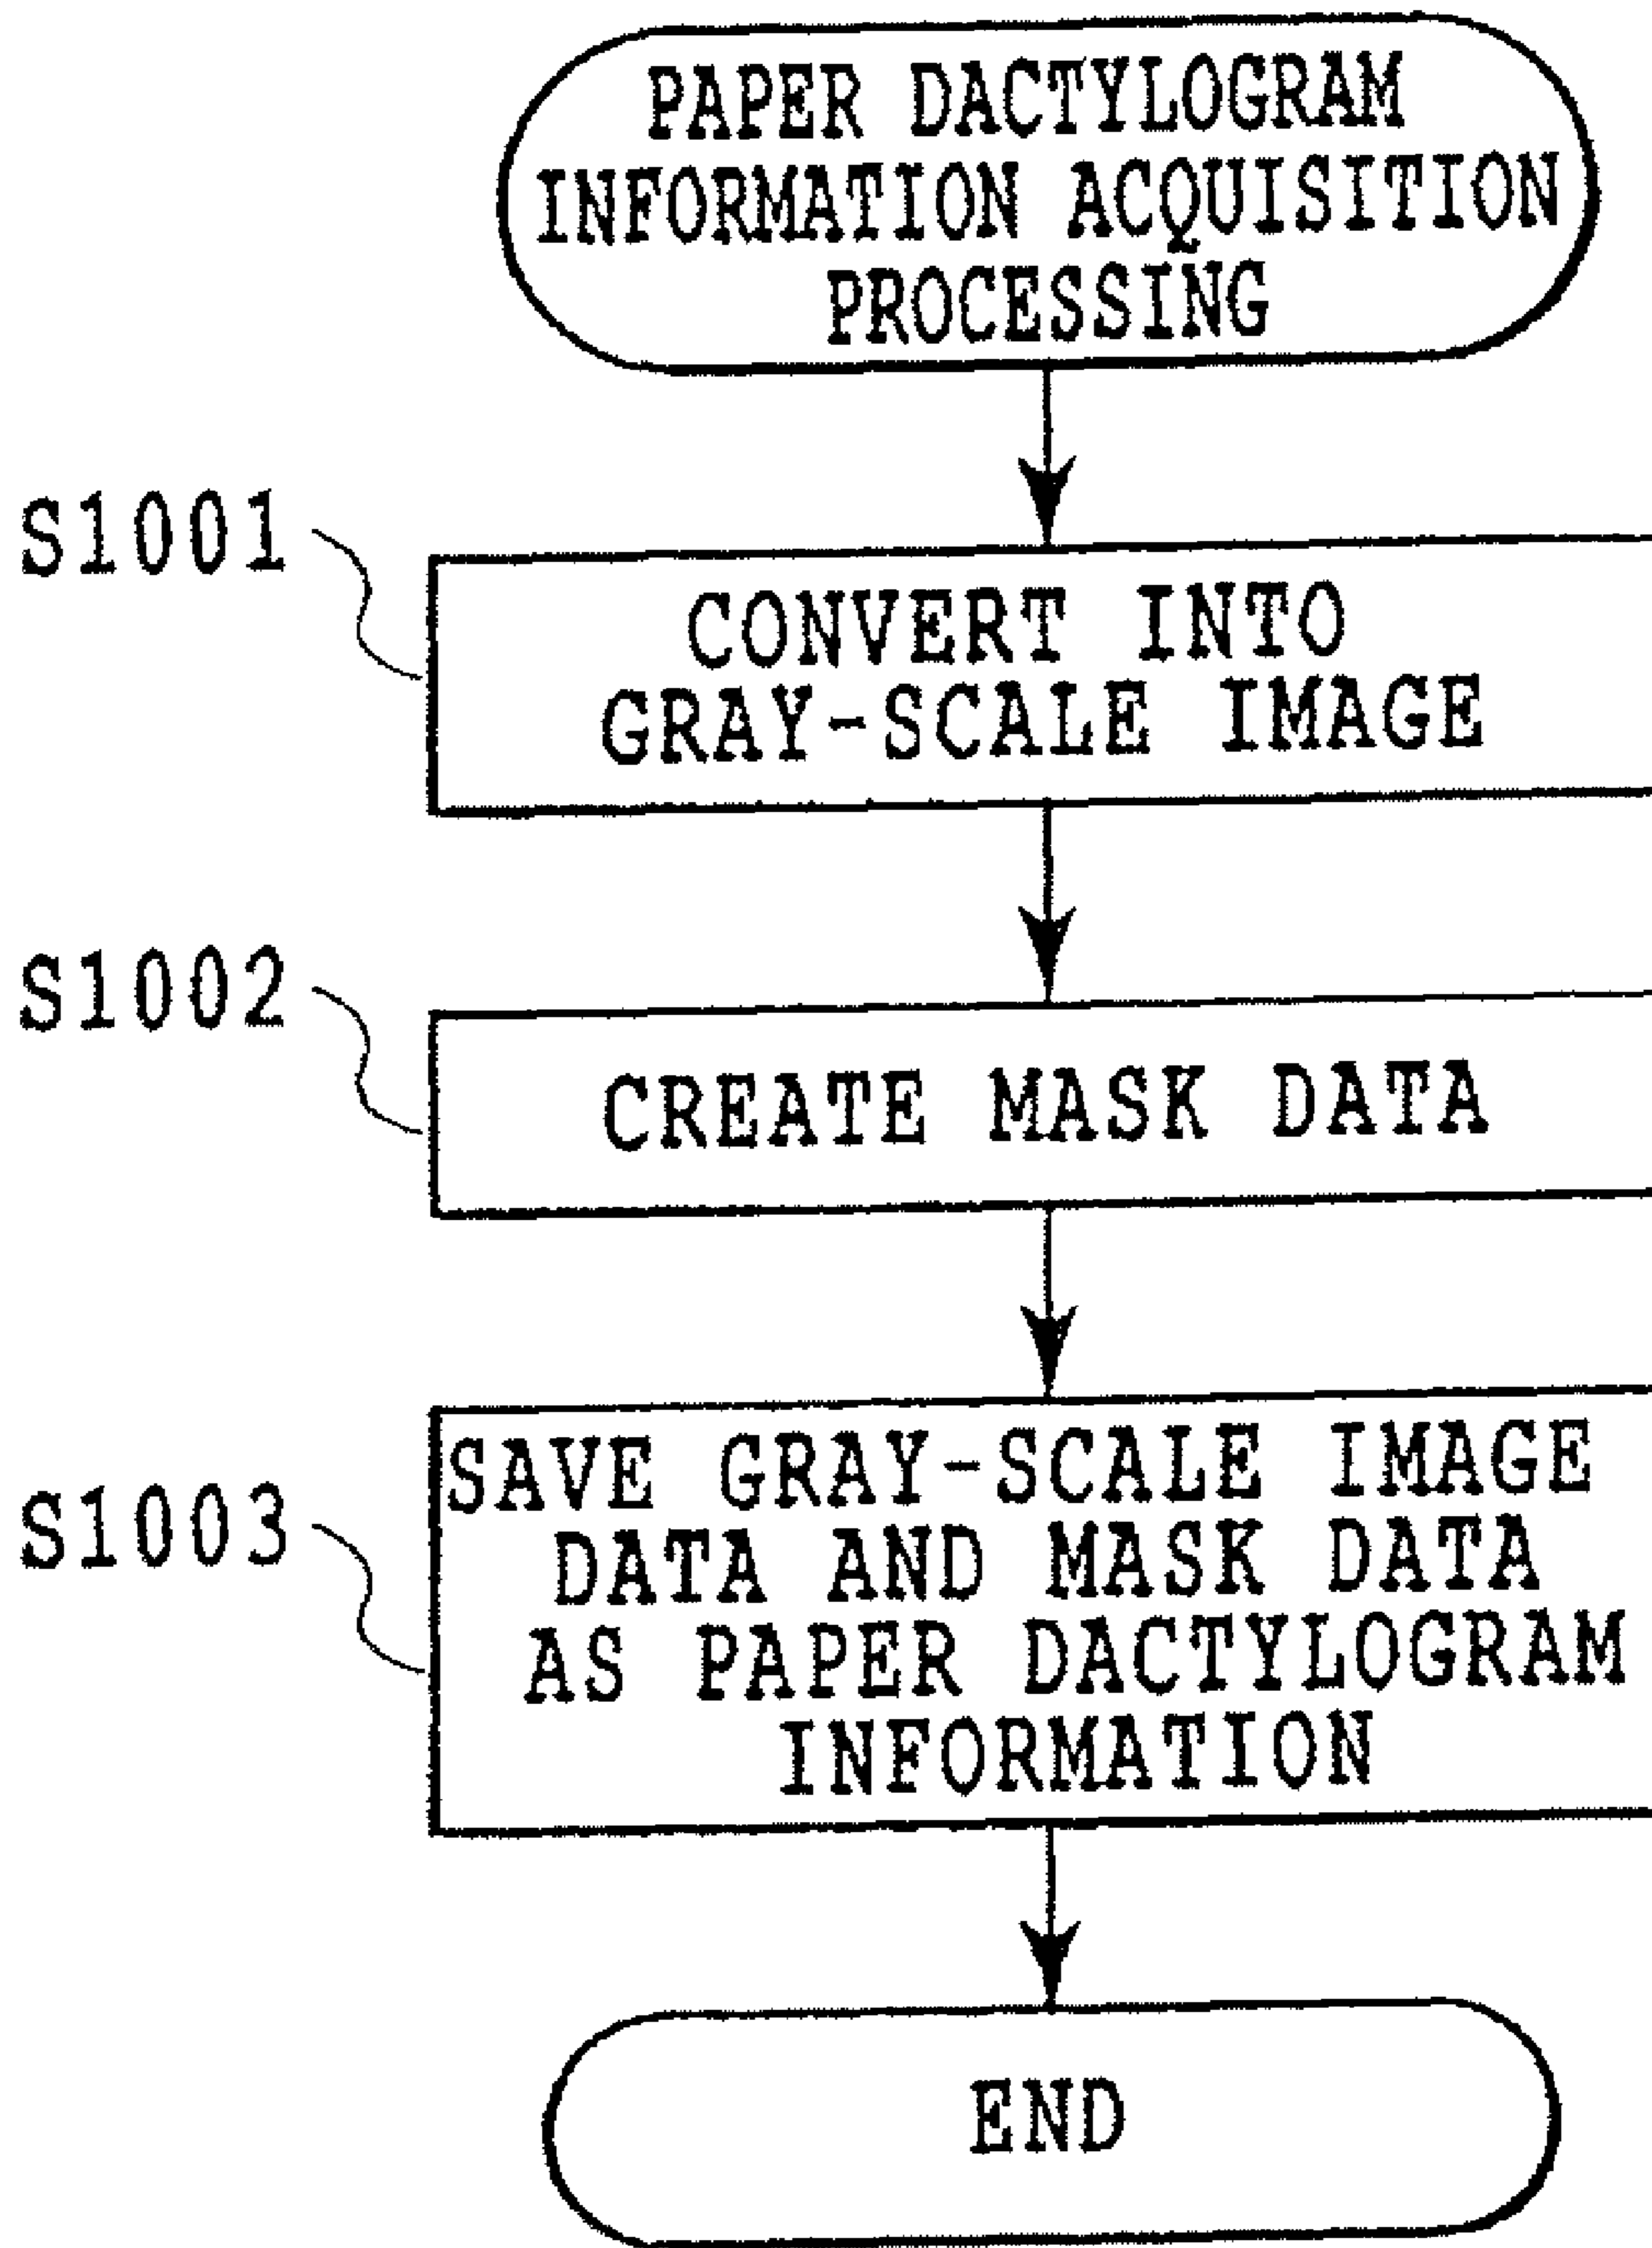 PAPER DACTYLOGRAM
INFORMATION ACQUISITION
PROCESSING
S1001
CONVERT INTO
GRAY-SCALE IMAGE
S1002
CREATE MASK DATA
S1003
SAVE GRAY-SCALE IMAGE
DATA AND MASK DATA
AS PAPER DACTYLOGRAM
INFORMATION
END